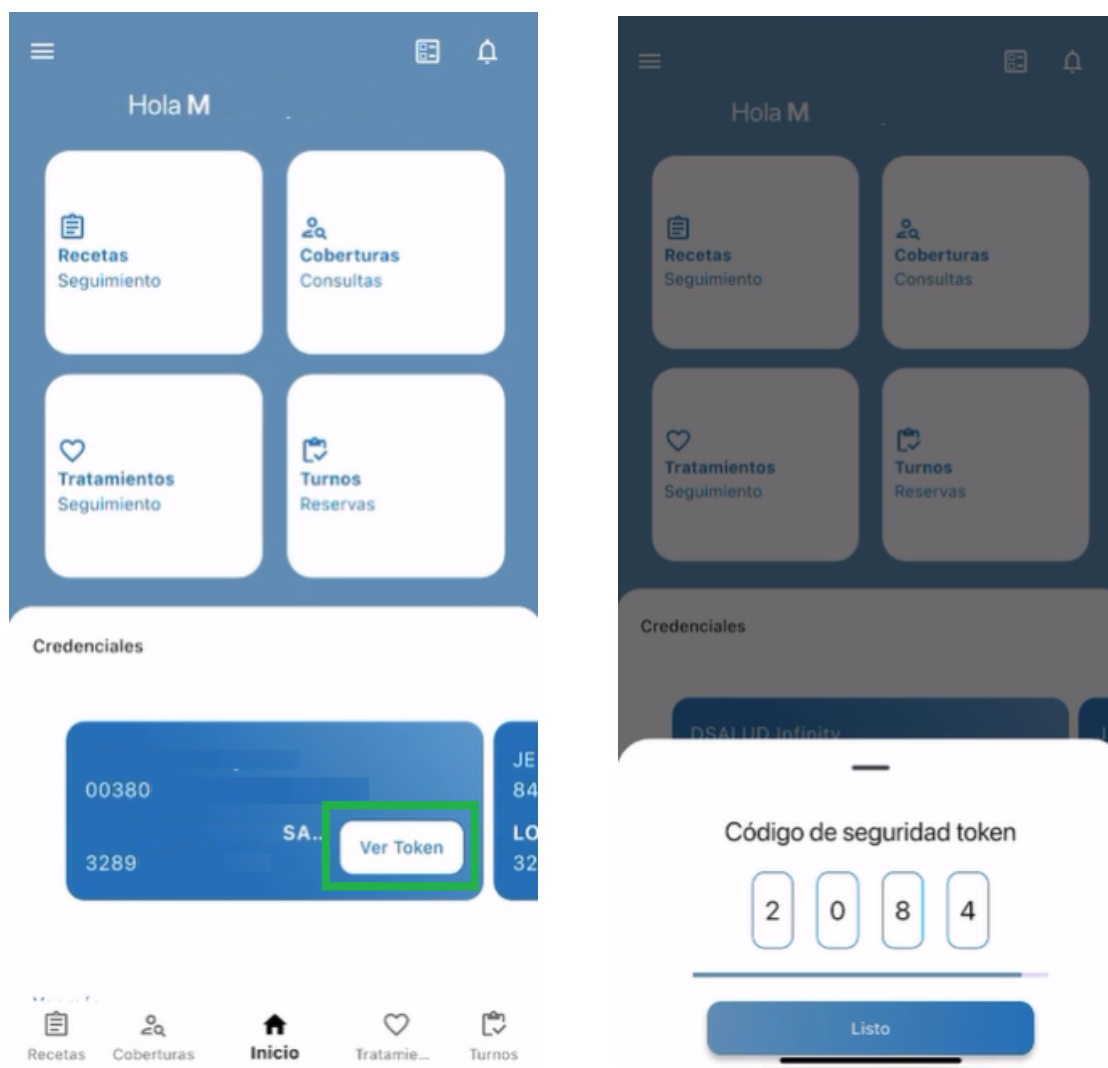 Hola M
Recetas
Seguimiento
Coberturas
Consultas
Tratamientos
Seguimiento
Turnos
Reservas
Credenciales
00380
SA..
3289
Ver Token
JE
84
LO
32
Recetas
Coberturas
Inicio
Tratamie...
Turnos
Hola M
Recetas
Seguimiento
Coberturas
Consultas
Tratamientos
Seguimiento
Turnos
Reservas
Credenciales
DSALUD Infinity
Código de seguridad token
2 0 8 4
Listo